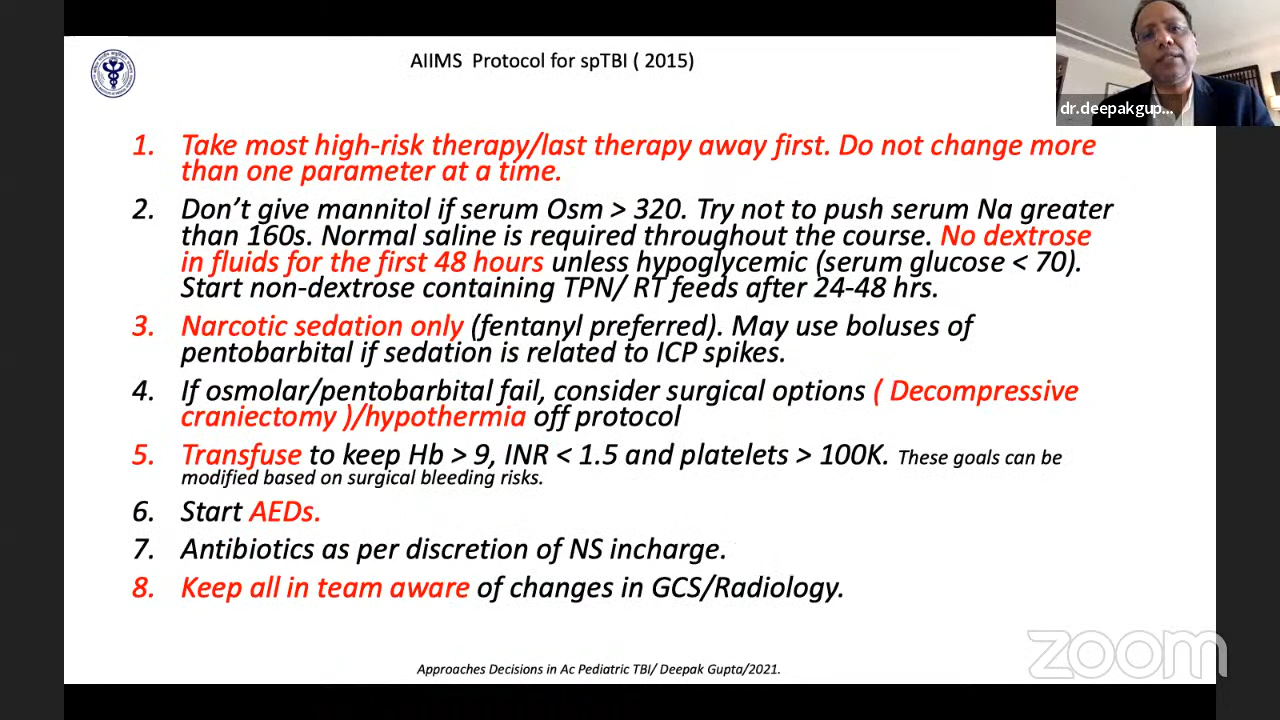 AIIMS Protocol for spTBI ( 2015)
dr.deepakgup...
1. Take most high-risk therapy/last therapy away first. Do not change more
than one parameter at a time.
2. Don't give mannitol if serum Osm > 320. Try not to push serum Na greater
than 160s. Normal saline is required throughout the course. No dextrose
in fluids for the first 48 hours unless hypoglycemic (serum glucose < 70).
Start non-dextrose containing TPN/ RT feeds after 24-48 hrs.
3. Narcotic sedation only (fentanyl preferred). May use boluses of
pentobarbital if sedation is related to ICP spikes.
4. If osmolar/pentobarbital fail, consider surgical options ( Decompressive
craniectomy )/hypothermia off protocol
5. Transfuse to keep Hb > 9, INR < 1.5 and platelets > 100K. These goals can be
modified based on surgical bleeding risks.
6. Start AEDs.
7. Antibiotics as per discretion of NS incharge.
8. Keep all in team aware of changes in GCS/Radiology.
zoom
Approaches Decisions in Ac Pediatric TBI/ Deepak Gupta/2021.